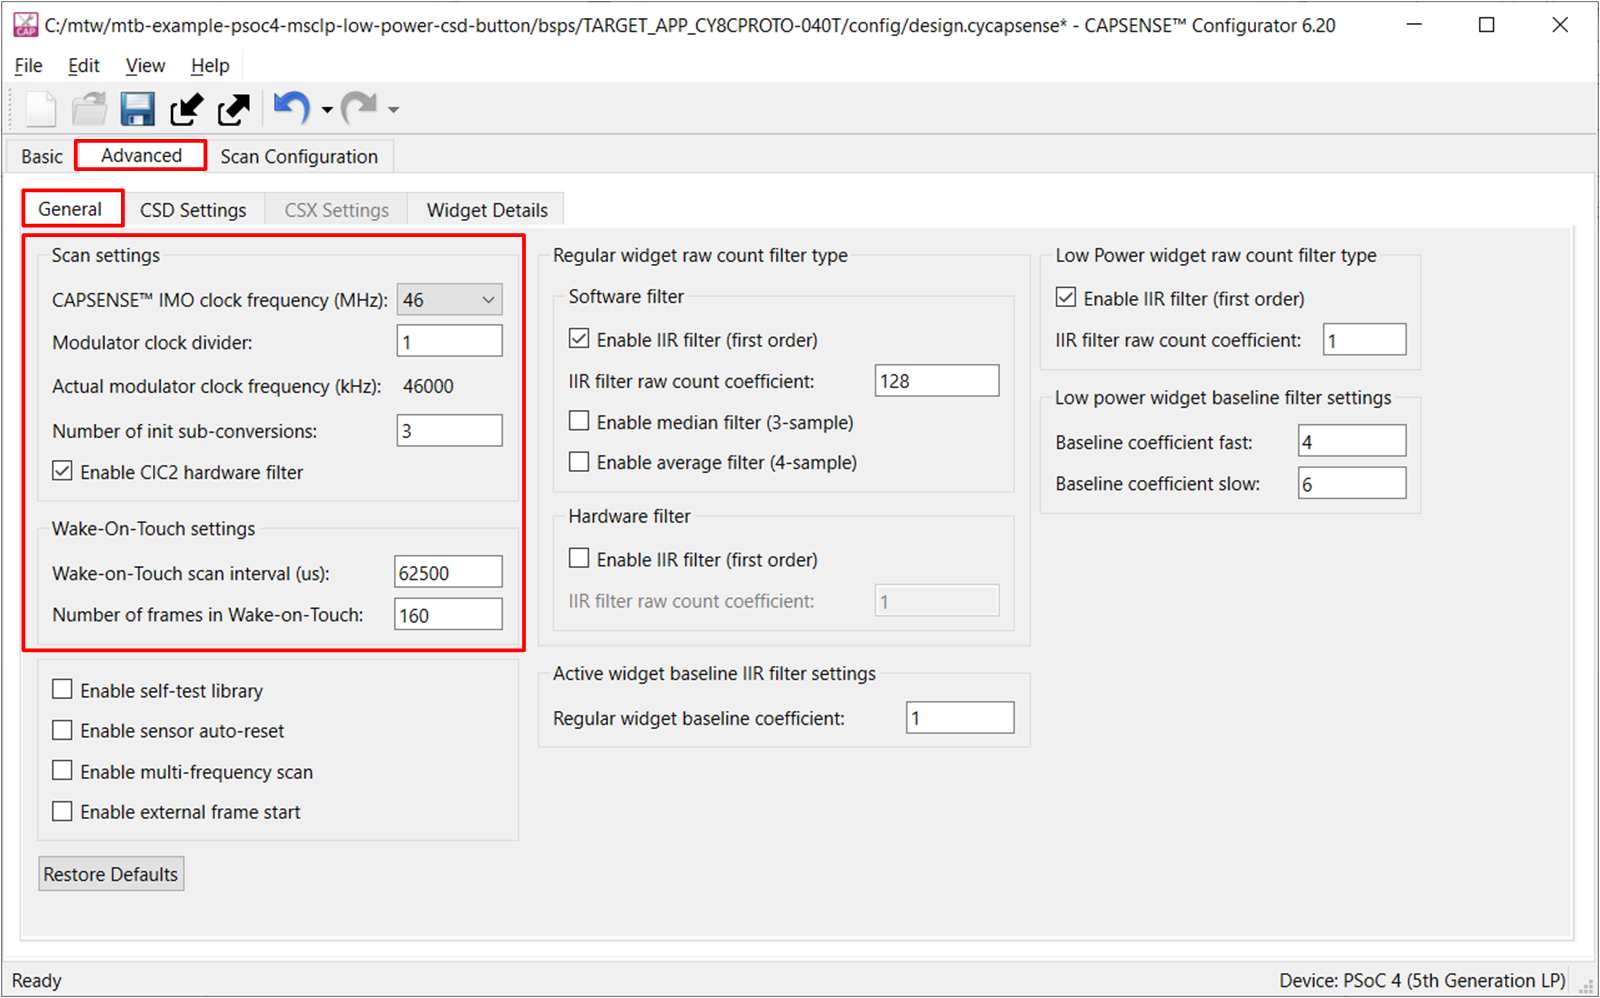 C:/mtw/mtb-example-psoc4-msclp-low-power-csd-button/bsps/TARGET_APP_CY8CPROTO-040T/config/design.cycapsense* - CAPSENSE™ Configurator 6.20
File Edit View Help
Basic Advanced Scan Configuration
General CSD Settings CSX Settings Widget Details
Scan settings
CAPSENSE™ IMO clock frequency (MHz): 46
Modulator clock divider: 1
Actual modulator clock frequency (kHz): 46000
Number of init sub-conversions: 3
Enable CIC2 hardware filter
Wake-On-Touch settings
Wake-on-Touch scan interval (us): 62500
Number of frames in Wake-on-Touch: 160
Enable self-test library
Enable sensor auto-reset
Enable multi-frequency scan
Enable external frame start
Restore Defaults
Regular widget raw count filter type
Software filter
Enable IIR filter (first order)
IIR filter raw count coefficient: 128
Enable median filter (3-sample)
Enable average filter (4-sample)
Hardware filter
Enable IIR filter (first order)
IIR filter raw count coefficient: 1
Active widget baseline IIR filter settings
Regular widget baseline coefficient: 1
Low Power widget raw count filter type
Enable IIR filter (first order)
IIR filter raw count coefficient: 1
Low power widget baseline filter settings
Baseline coefficient fast: 4
Baseline coefficient slow: 6
Ready
Device: PSoC 4 (5th Generation LP)
CAP